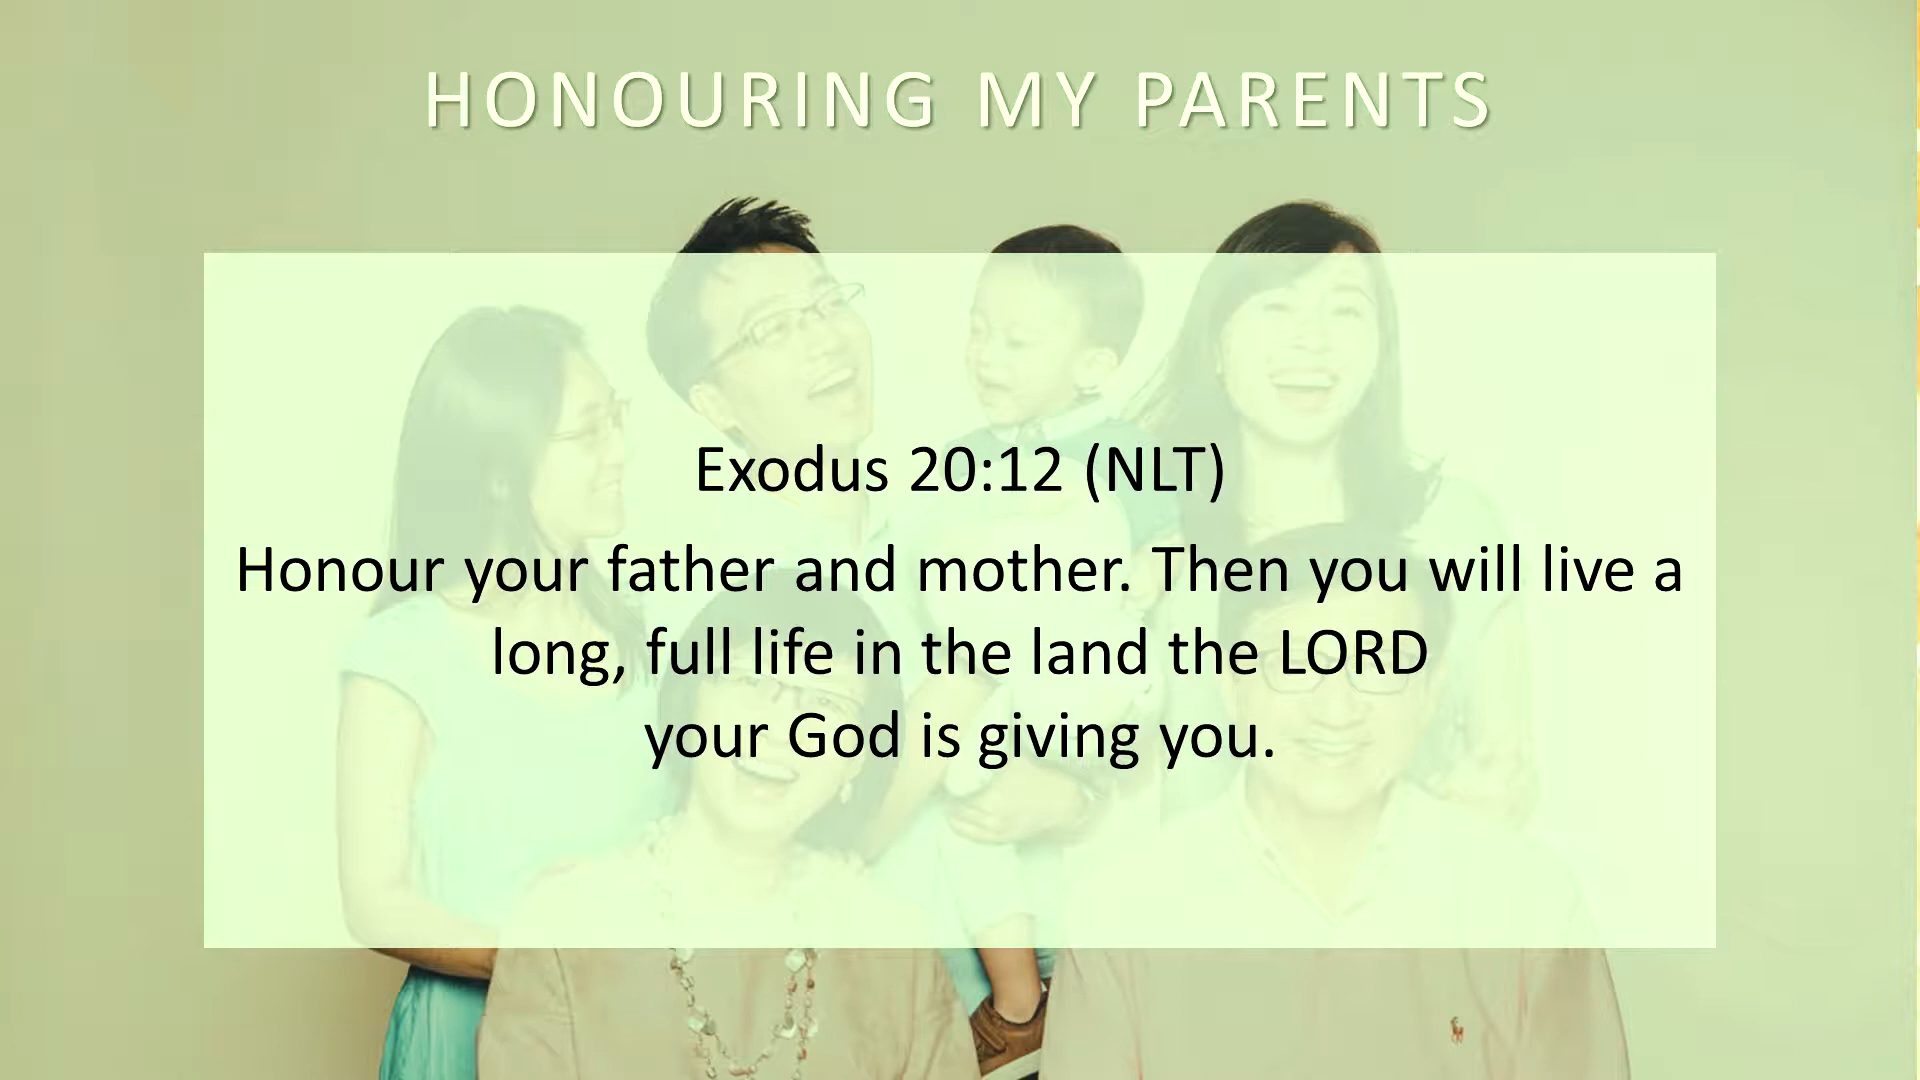 HONOURING MY PARENTS
Exodus 20:12 (NLT)
Honour your father and mother. Then you will live a
long, full life in the land the LORD
your God is giving you.